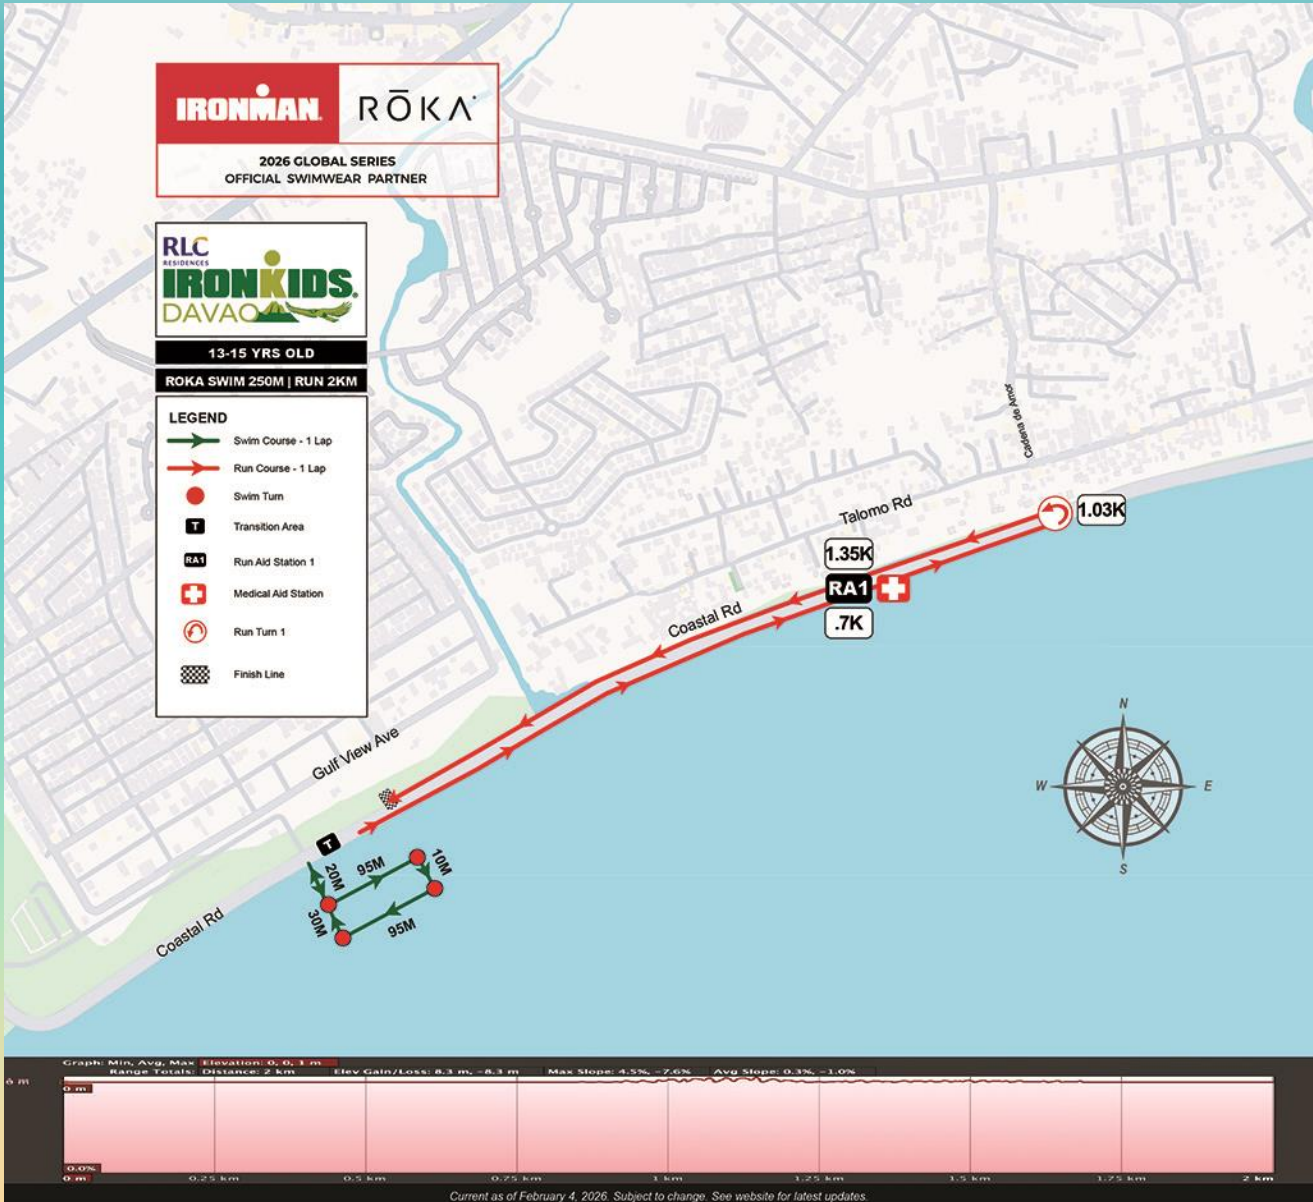 IRONMAN
RŌKA
2026 GLOBAL SERIES
OFFICIAL SWIMWEAR PARTNER
RLC
RESIDENCES
IRONKIDS
DAVAO
13-15 YRS OLD
ROKA SWIM 250M | RUN 2KM
LEGEND
Swim Course - 1 Lap
Run Course - 1 Lap
Swim Turn
T Transition Area
RA1 Run Aid Station 1
Medical Aid Station
Run Turn 1
Finish Line
Cadena de Amor
Talomo Rd
1.03K
1.35K
RA1
.7K
Coastal Rd
Gulf View Ave
T
20M
95M
10M
30M
95M
Coastal Rd
N
W
E
S
Graph: Min, Avg, Max Elevation: 0, 0, 1 m
Range Totals: Distance: 2 km Elev Gain/Loss: 8.3 m, -8.3 m Max Slope: 4.5%, -7.6% Avg Slope: 0.3%, -1.0%
0 m
0.0%
0 m 0.25 km 0.5 km 0.75 km 1 km 1.25 km 1.5 km 1.75 km 2 km
Current as of February 4, 2026. Subject to change. See website for latest updates.